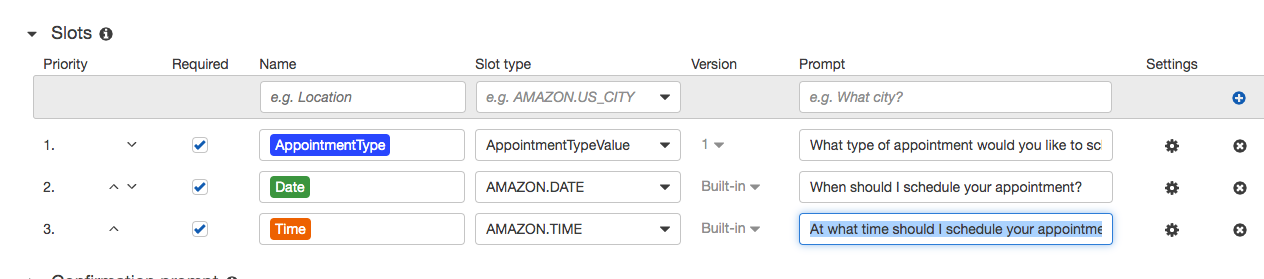 Slots
Priority Required Name Slot type Version Prompt Settings
e.g. Location e.g. AMAZON.US_CITY e.g. What city?
1. AppointmentType AppointmentTypeValue 1 What type of appointment would you like to sc
2. Date AMAZON.DATE Built-in When should I schedule your appointment?
3. Time AMAZON.TIME Built-in At what time should I schedule your appointme